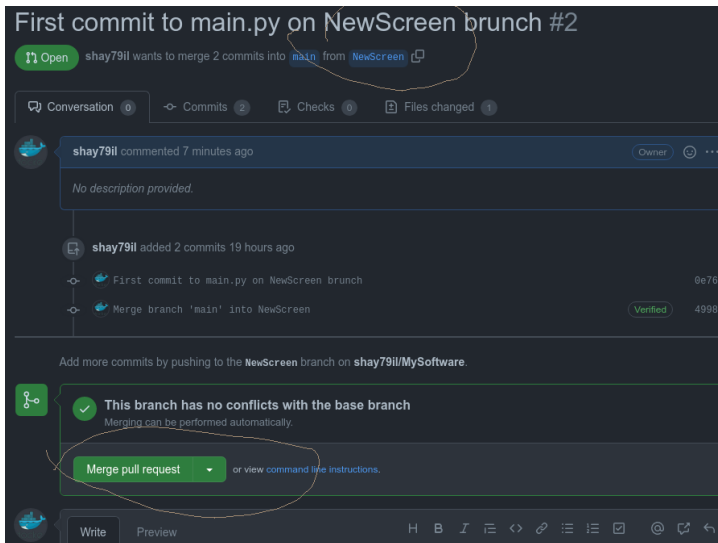 First commit to main.py on NewScreen brunch #2
Open shay79il wants to merge 2 commits into main from NewScreen
Conversation 0 Commits 2 Checks 0 Files changed 1
shay79il commented 7 minutes ago Owner
No description provided.
shay79il added 2 commits 19 hours ago
First commit to main.py on NewScreen brunch 0e76
Merge branch 'main' into NewScreen Verified 4998
Add more commits by pushing to the NewScreen branch on shay79il/MySoftware.
This branch has no conflicts with the base branch
Merging can be performed automatically.
Merge pull request or view command line instructions.
Write Preview H B I @